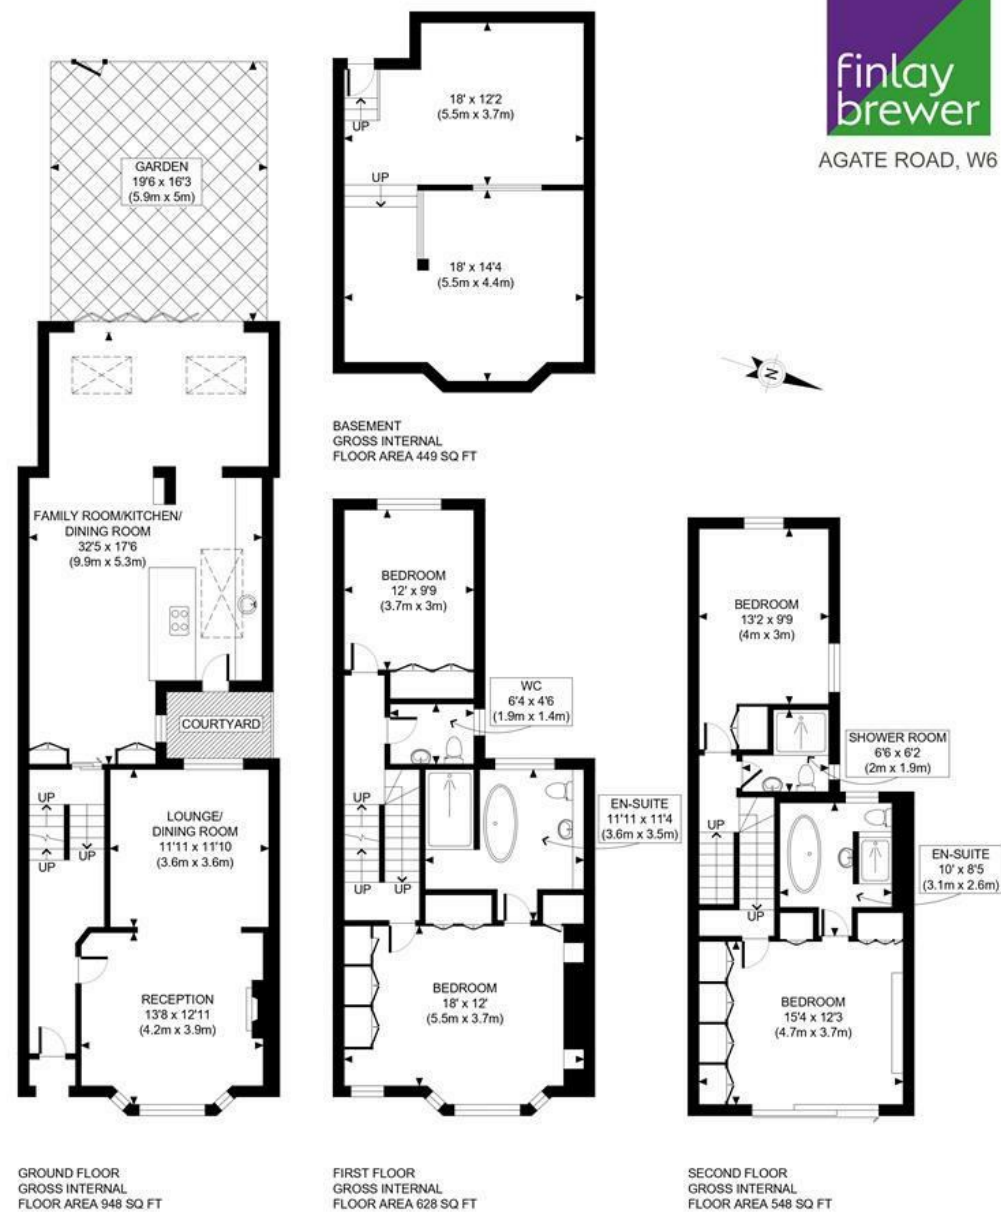 finlay
brewer
AGATE ROAD, W6
GARDEN
19'6 x 16'3
(5.9m x 5m)
18' x 12'2
(5.5m x 3.7m)
UP
UP
18' x 14'4
(5.5m x 4.4m)
N
BASEMENT
GROSS INTERNAL
FLOOR AREA 449 SQ FT
FAMILY ROOM/KITCHEN/
DINING ROOM
32'5 x 17'6
(9.9m x 5.3m)
COURTYARD
UP
UP
UP
LOUNGE/
DINING ROOM
11'11 x 11'10
(3.6m x 3.6m)
RECEPTION
13'8 x 12'11
(4.2m x 3.9m)
GROUND FLOOR
GROSS INTERNAL
FLOOR AREA 948 SQ FT
BEDROOM
12' x 9'9
(3.7m x 3m)
WC
6'4 x 4'6
(1.9m x 1.4m)
EN-SUITE
11'11 x 11'4
(3.6m x 3.5m)
UP
UP
UP
BEDROOM
18' x 12'
(5.5m x 3.7m)
FIRST FLOOR
GROSS INTERNAL
FLOOR AREA 628 SQ FT
BEDROOM
13'2 x 9'9
(4m x 3m)
SHOWER ROOM
6'6 x 6'2
(2m x 1.9m)
UP
UP
EN-SUITE
10' x 8'5
(3.1m x 2.6m)
BEDROOM
15'4 x 12'3
(4.7m x 3.7m)
SECOND FLOOR
GROSS INTERNAL
FLOOR AREA 548 SQ FT